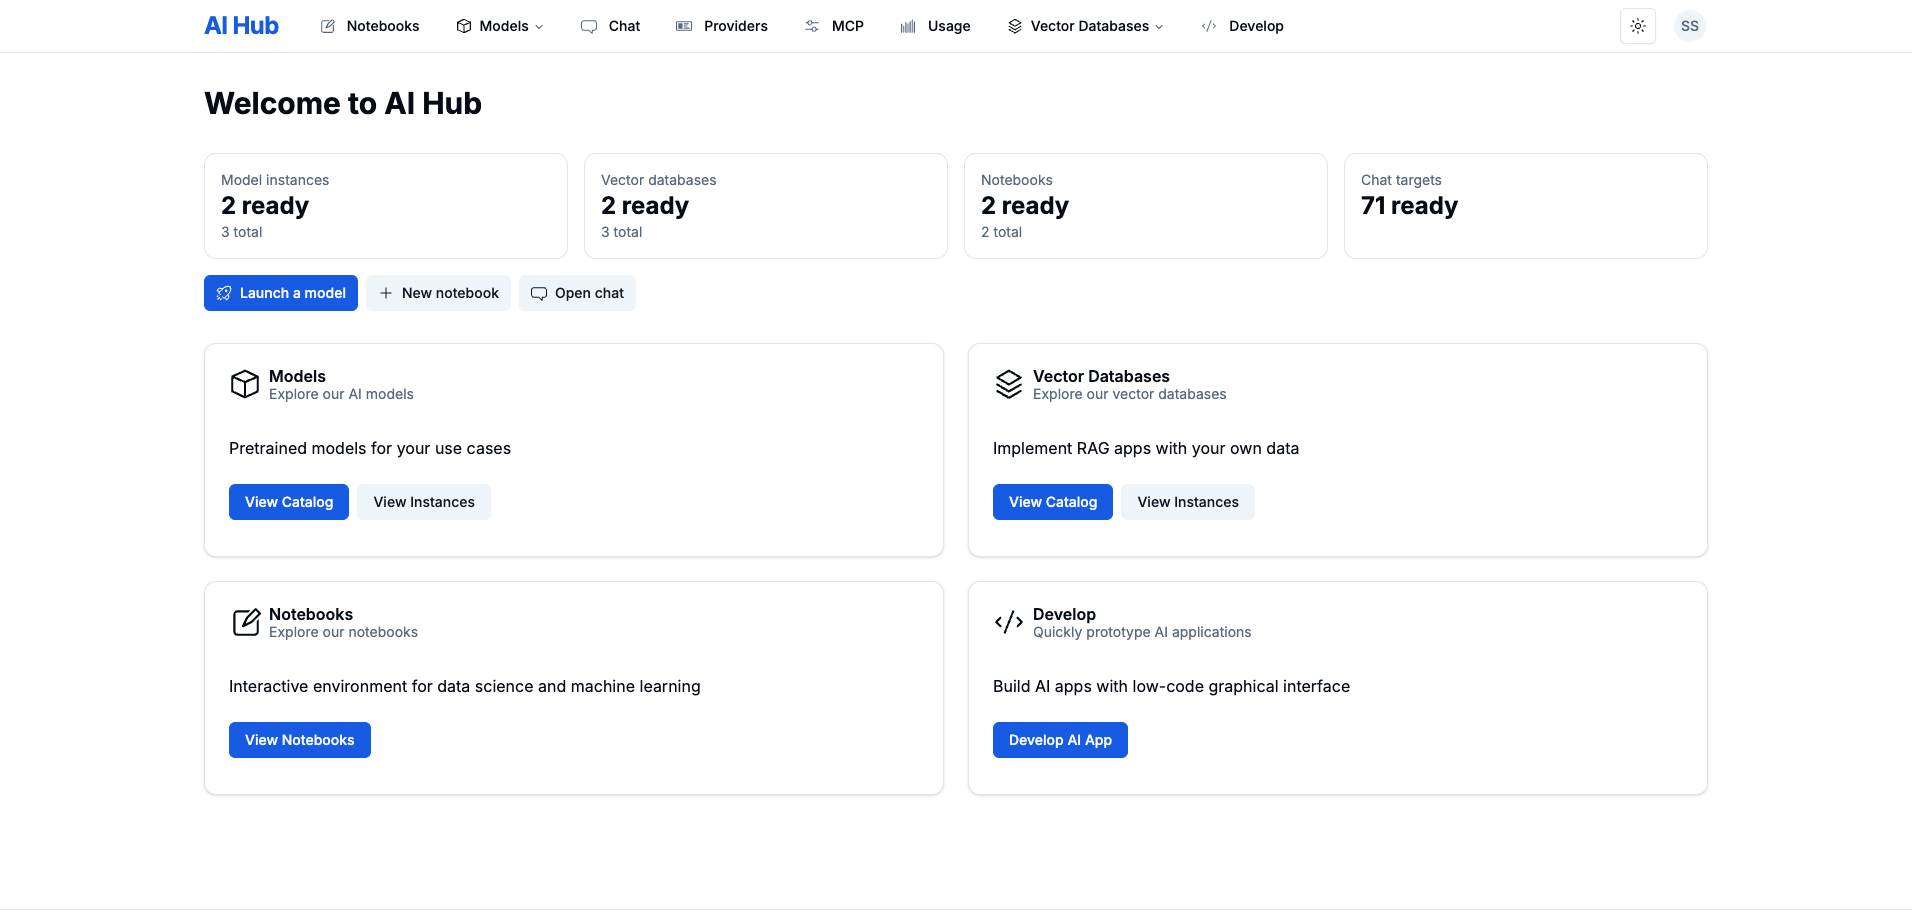 AI Hub
Notebooks
Models
Chat
Providers
MCP
Usage
Vector Databases
Develop
SS
Welcome to AI Hub
Model instances
2 ready
3 total
Vector databases
2 ready
3 total
Notebooks
2 ready
2 total
Chat targets
71 ready
Launch a model
New notebook
Open chat
Models
Explore our AI models
Pretrained models for your use cases
View Catalog
View Instances
Vector Databases
Explore our vector databases
Implement RAG apps with your own data
View Catalog
View Instances
Notebooks
Explore our notebooks
Interactive environment for data science and machine learning
View Notebooks
Develop
Quickly prototype AI applications
Build AI apps with low-code graphical interface
Develop AI App